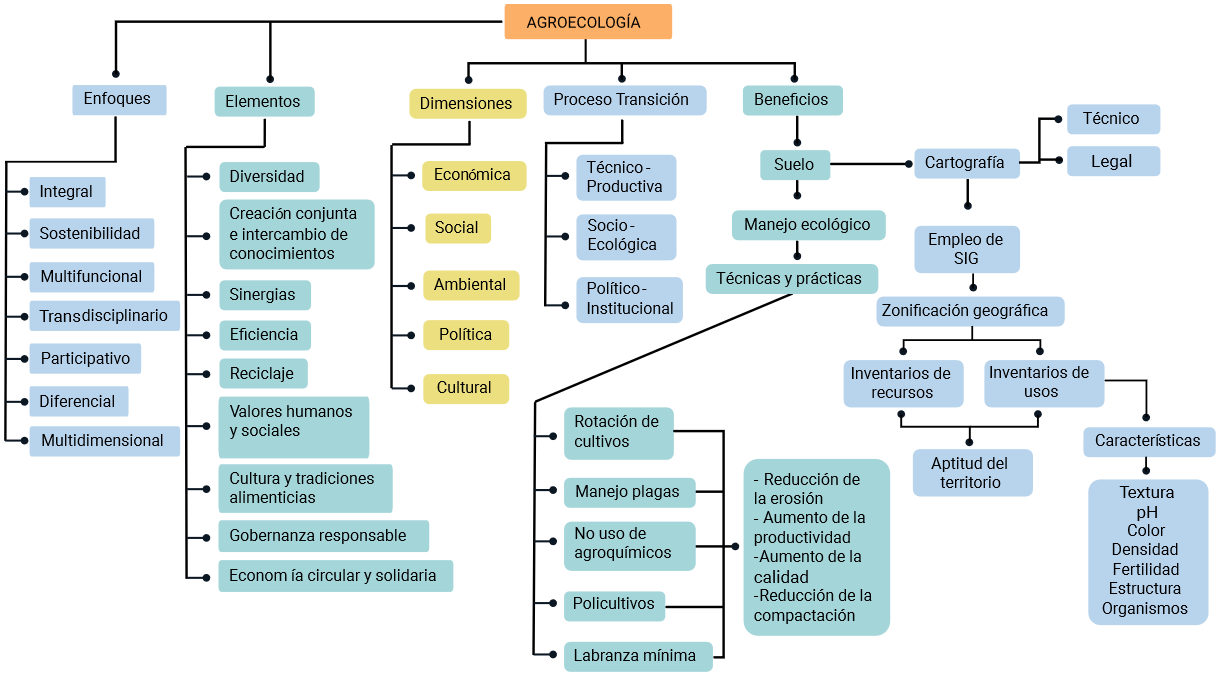 AGROECOLOGÍA
Enfoques
Integral
Sostenibilidad
Multifuncional
Transdisciplinario
Participativo
Diferencial
Multidimensional
Elementos
Diversidad
Creación conjunta
e intercambio de
conocimientos
Sinergias
Eficiencia
Reciclaje
Valores humanos
y sociales
Cultura y tradiciones
alimenticias
Gobernanza responsable
Econom ía circular y solidaria
Dimensiones
Económica
Social
Ambiental
Política
Cultural
Proceso Transición
Técnico-
Productiva
Socio-
Ecológica
Político-
Institucional
Beneficios
Suelo
Manejo ecológico
Técnicas y prácticas
Rotación de
cultivos
Manejo plagas
No uso de
agroquímicos
Policultivos
Labranza mínima
- Reducción de
la erosión
- Aumento de la
productividad
-Aumento de la
calidad
-Reducción de la
compactación
Cartografía
Técnico
Legal
Empleo de
SIG
Zonificación geográfica
Inventarios de
recursos
Inventarios de
usos
Aptitud del
territorio
Características
Textura
pH
Color
Densidad
Fertilidad
Estructura
Organismos